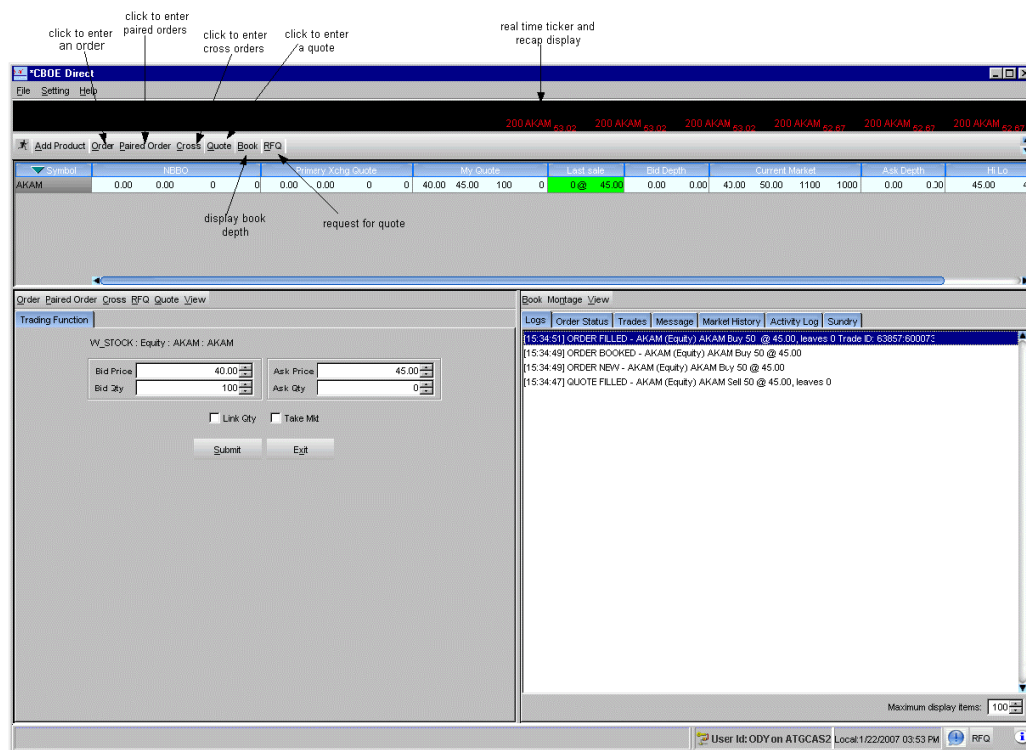 click to enter
an order
click to enter
paired orders
click to enter
cross orders
click to enter
a quote
real time ticker and
recap display
*CBOE Direct
File Setting Help
200 AKAM 53.02 200 AKAM 53.02 200 AKAM 53.02 200 AKAM 52.67 200 AKAM 52.67 200 AKAM 52.67
Add Product Order Paired Order Cross Quote Book RFQ
Symbol NBBO Primary Xchg Quote My Quote Last sale Bid Depth Current Market Ask Depth Hi Lo
AKAM 0.00 0.00 0 0 0.00 0.00 0 0 40.00 45.00 100 0 0@ 45.00 0.00 0.00 43.00 50.00 1100 1000 0.00 0.00 45.00
display book
depth
request for quote
Order Paired Order Cross RFQ Quote View
Trading Function
W_STOCK : Equity : AKAM : AKAM
Bid Price 40.00 Ask Price 45.00
Bid Qty 100 Ask Qty 0
Link Qty Take Mkt
Submit Exit
Book Montage View
Logs Order Status Trades Message Market History Activity Log Sundry
[15:34:51] ORDER FILLED - AKAM (Equity) AKAM Buy 50 @ 45.00, leaves 0 Trade ID: 63857:600073
[15:34:49] ORDER BOOKED - AKAM (Equity) AKAM Buy 50 @ 45.00
[15:34:49] ORDER NEW - AKAM (Equity) AKAM Buy 50 @ 45.00
[15:34:47] QUOTE FILLED - AKAM (Equity) AKAM Sell 50 @ 45.00, leaves 0
Maximum display items: 100
User Id: ODY on ATGCAS2 Local:1/22/2007 03:53 PM RFQ